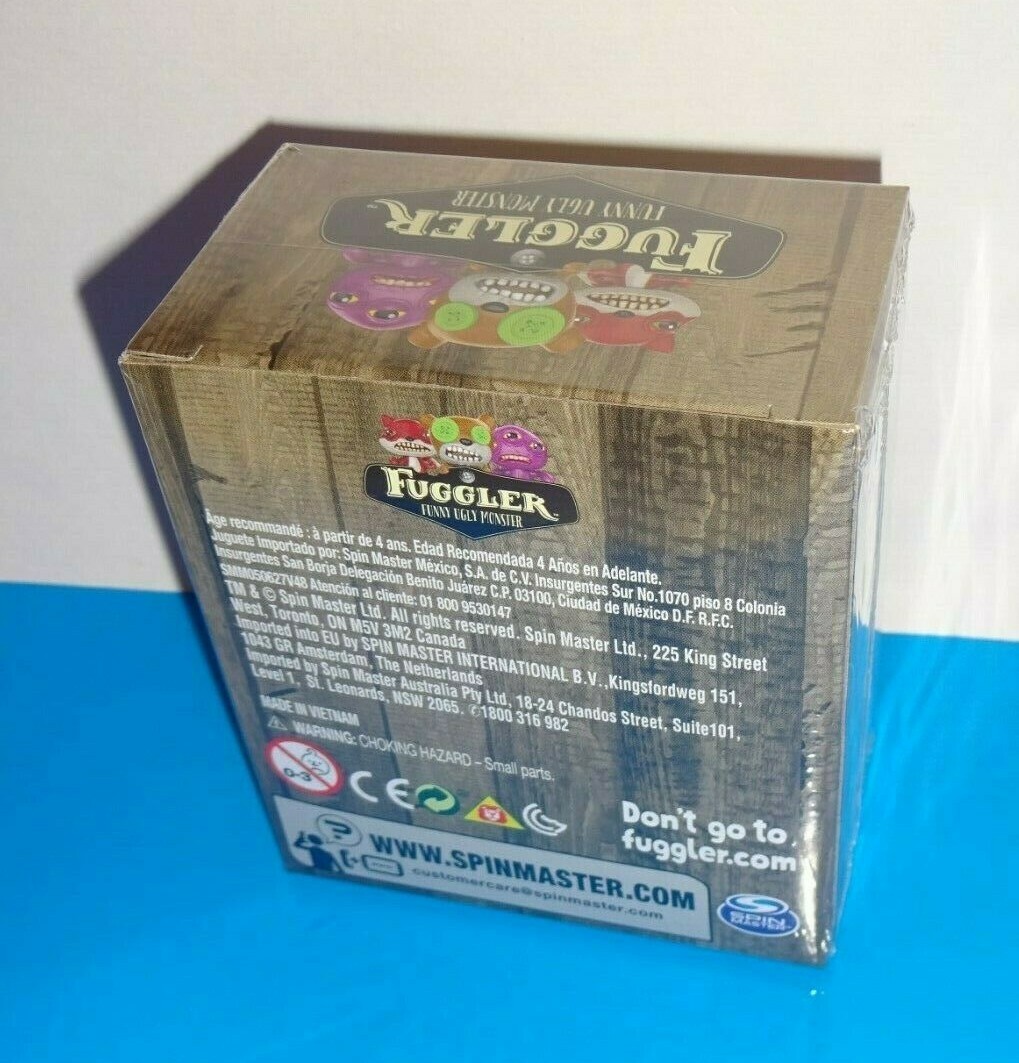 FUGGLER™
FUNNY UGLY MONSTER
FUGGLER™
FUNNY UGLY MONSTER
Âge recommandé : à partir de 4 ans. Edad Recomendada 4 Años en Adelante.
Juguete Importado por: Spin Master México, S.A. de C.V. Insurgentes Sur No.1070 piso 8 Colonia
Insurgentes San Borja Delegación Benito Juárez C.P. 03100, Ciudad de México D.F. R.F.C.
SMM050627V48 Atención al cliente: 01 800 9530147
TM & © Spin Master Ltd. All rights reserved. Spin Master Ltd., 225 King Street
West, Toronto, ON M5V 3M2 Canada
Imported into EU by SPIN MASTER INTERNATIONAL B.V.,Kingsfordweg 151,
1043 GR Amsterdam, The Netherlands
Imported by Spin Master Australia Pty Ltd, 18-24 Chandos Street, Suite101,
Level 1, St. Leonards, NSW 2065. ✆1800 316 982
MADE IN VIETNAM
⚠ WARNING: CHOKING HAZARD – Small parts.
0-3
CE
Don't go to
fuggler.com
?
WWW.SPINMASTER.COM
customercare@spinmaster.com
SPIN
MASTER